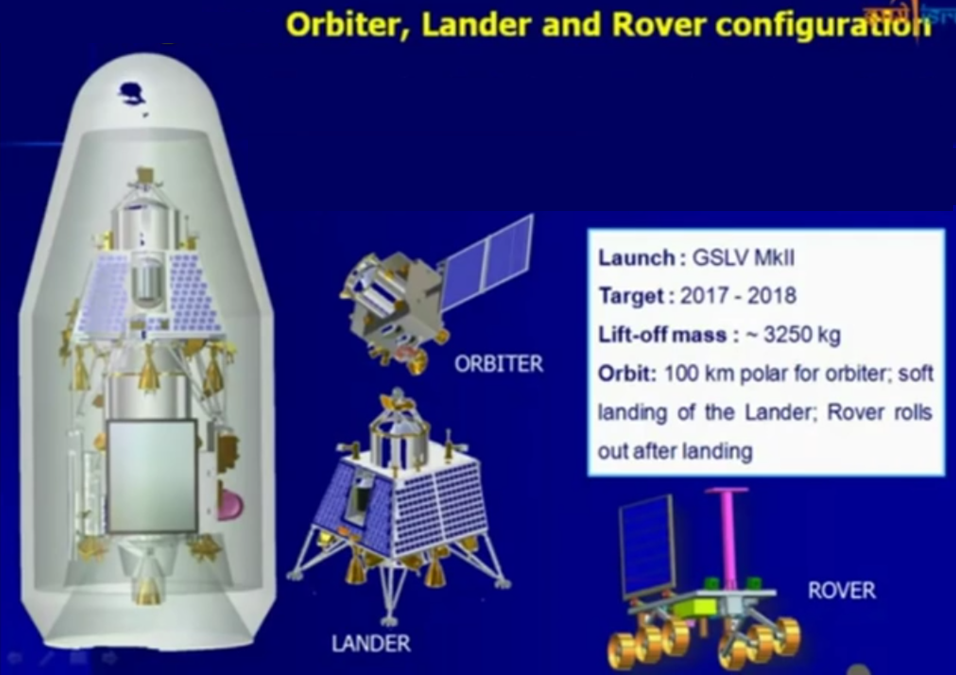 Orbiter, Lander and Rover configuration
ORBITER
Launch : GSLV MkII
Target : 2017 - 2018
Lift-off mass : ~ 3250 kg
Orbit: 100 km polar for orbiter; soft
landing of the Lander; Rover rolls
out after landing
LANDER
ROVER